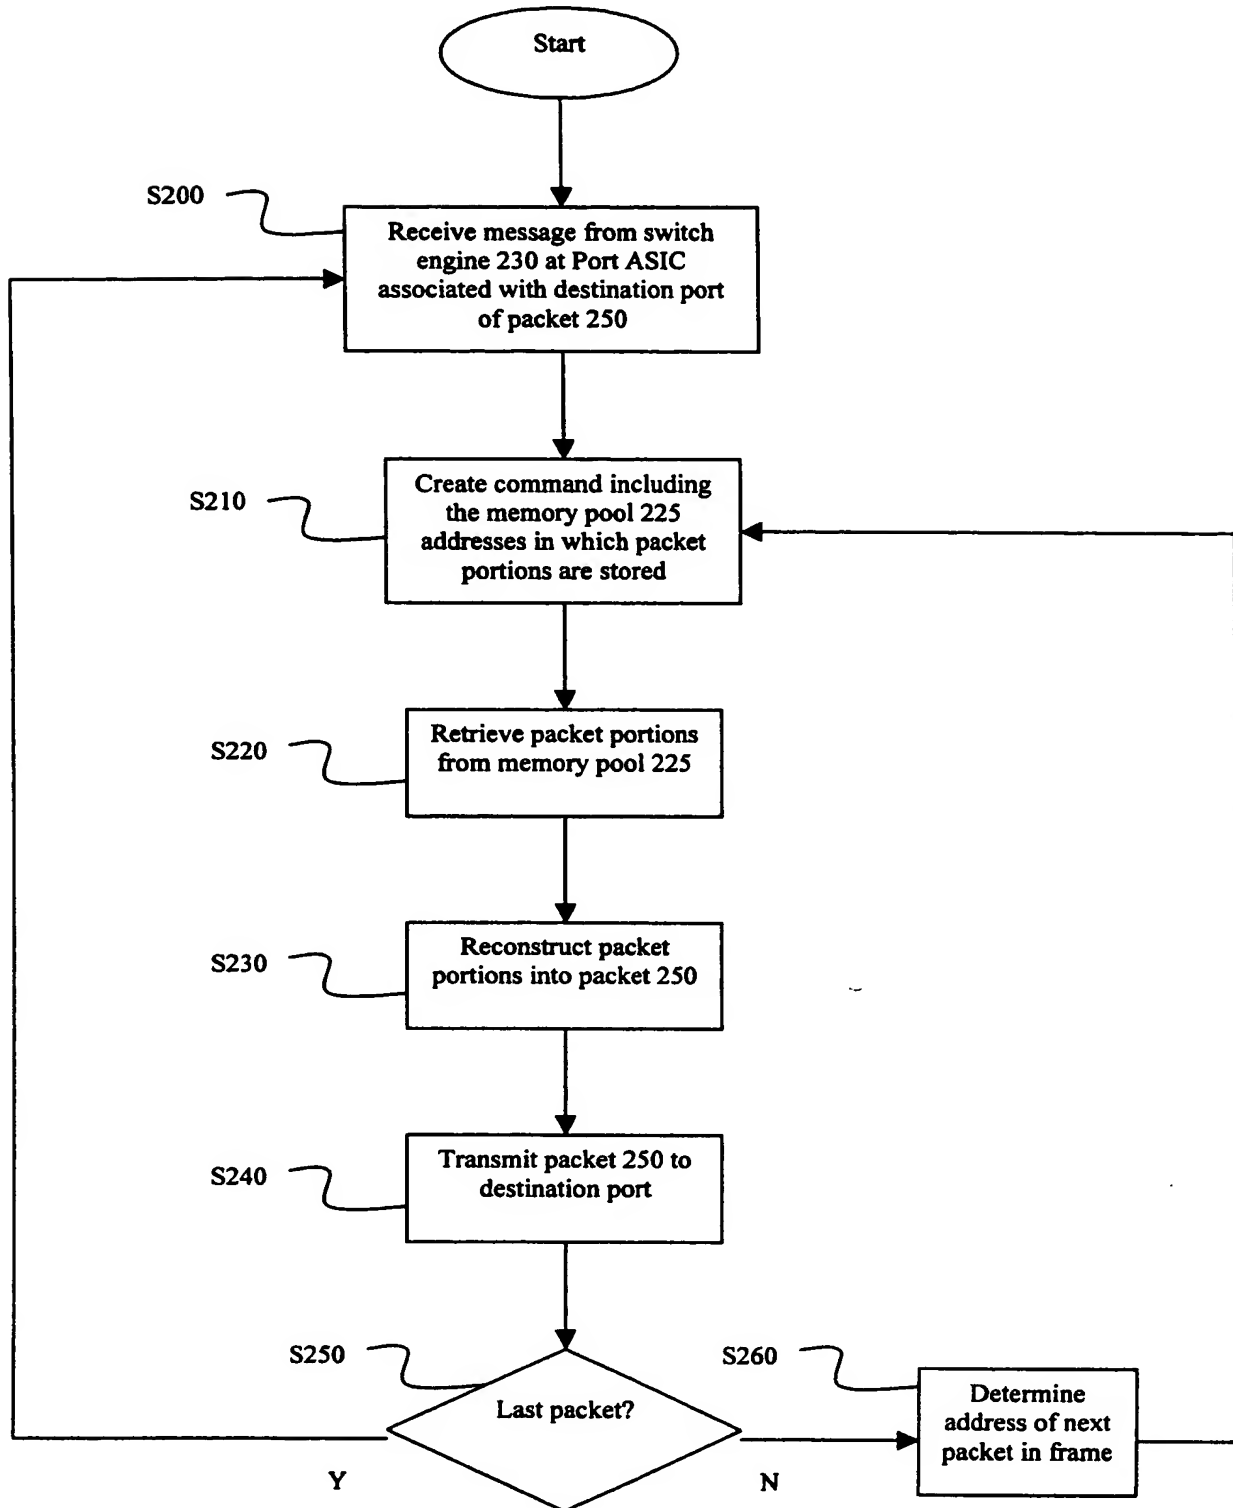 Start
S200
Receive message from switch
engine 230 at Port ASIC
associated with destination port
of packet 250
S210
Create command including
the memory pool 225
addresses in which packet
portions are stored
S220
Retrieve packet portions
from memory pool 225
S230
Reconstruct packet
portions into packet 250
S240
Transmit packet 250 to
destination port
S250
Last packet?
S260
Determine
address of next
packet in frame
Y
N